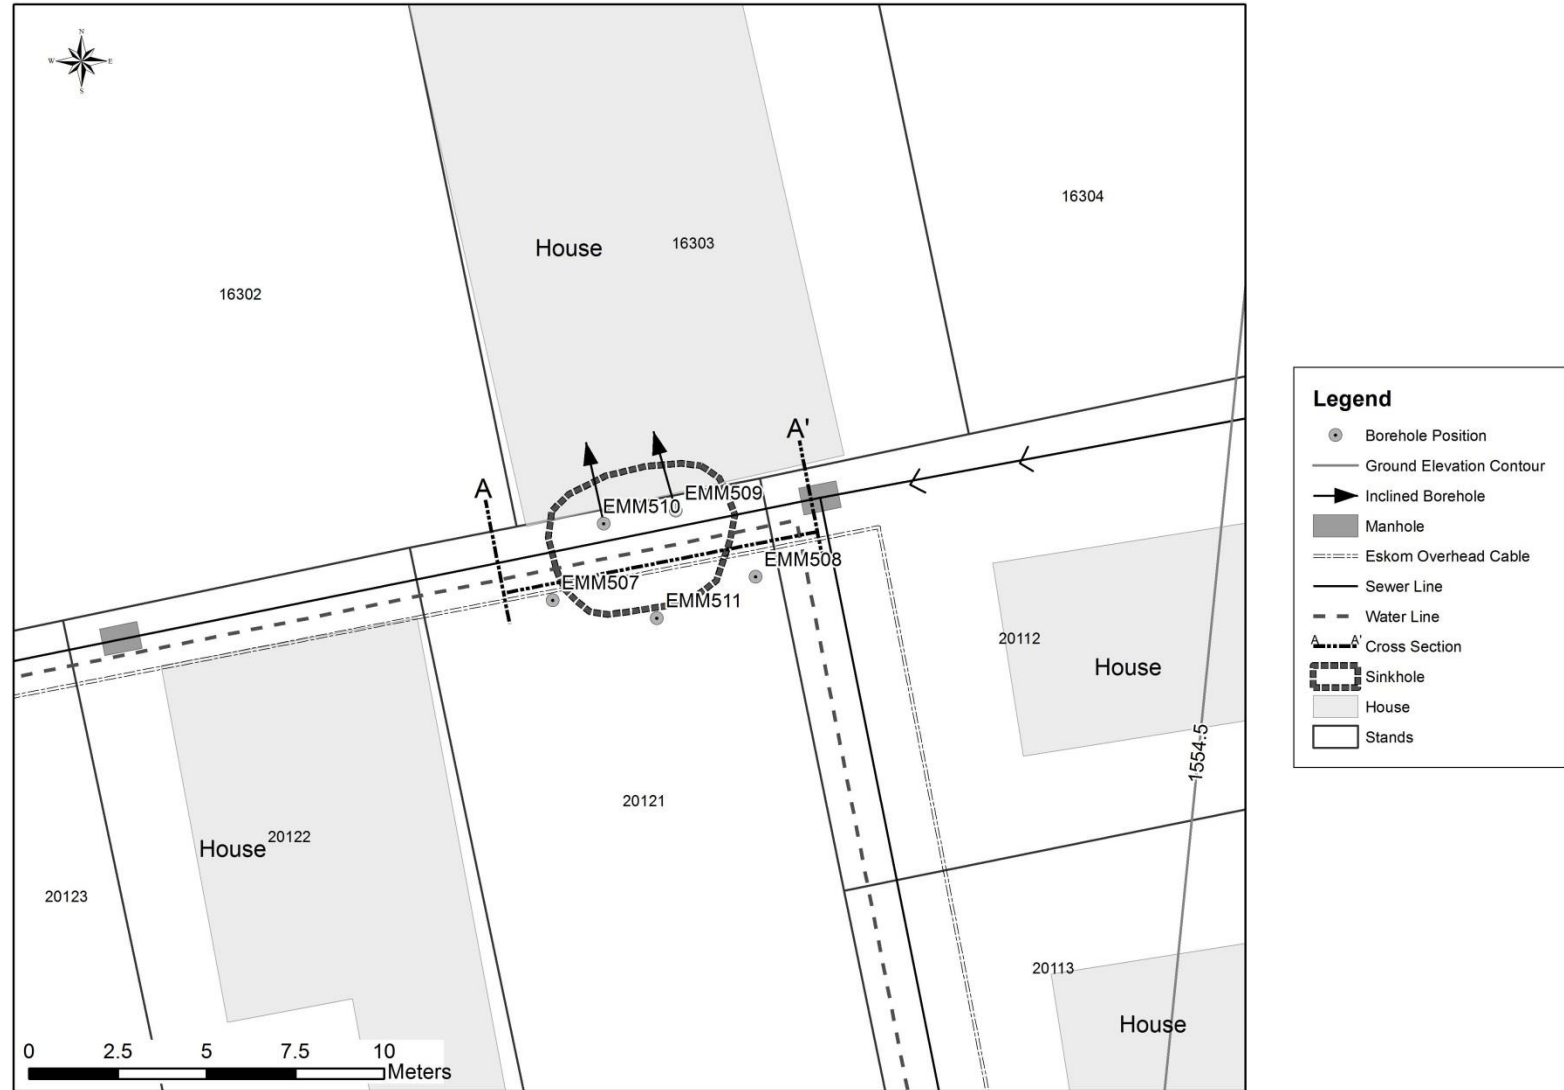 N
W E
S
16304
16303
House
16302
A'
A
EMM509
EMM510
EMM508
EMM507
EMM511
20112
House
1554.5
20121
House
20122
20123
20113
House
0 2.5 5 7.5 10
Meters
Legend
Borehole Position
Ground Elevation Contour
Inclined Borehole
Manhole
Eskom Overhead Cable
Sewer Line
Water Line
A A' Cross Section
Sinkhole
House
Stands